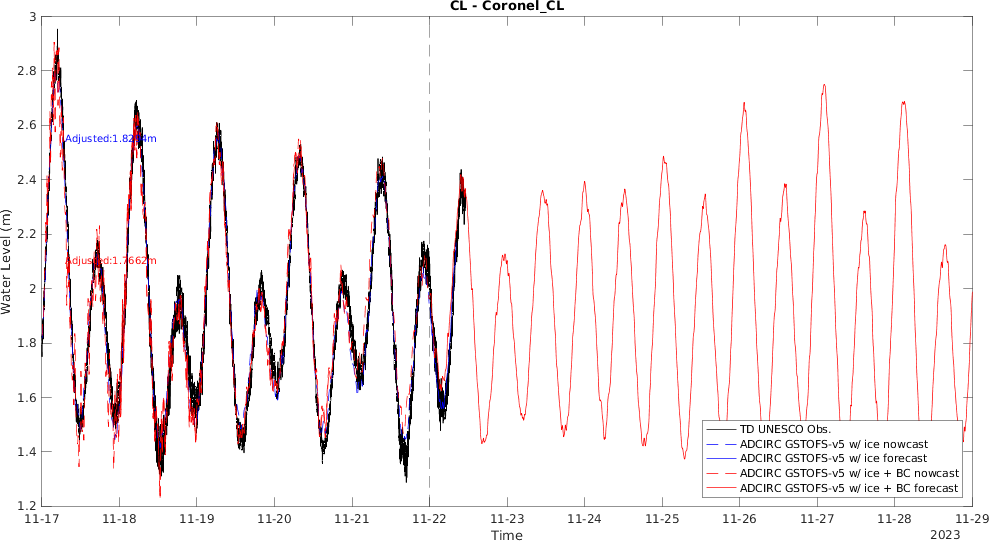 CL - Coronel_CL
3
2.8
2.6
2.4
2.2
2
1.8
1.6
1.4
1.2
Water Level (m)
Adjusted:1.7662m
TD UNESCO Obs.
ADCIRC GSTOFS-v5 w/ ice nowcast
ADCIRC GSTOFS-v5 w/ ice forecast
ADCIRC GSTOFS-v5 w/ ice + BC nowcast
ADCIRC GSTOFS-v5 w/ ice + BC forecast
11-17 11-18 11-19 11-20 11-21 11-22 11-23 11-24 11-25 11-26 11-27 11-28 11-29
Time
2023